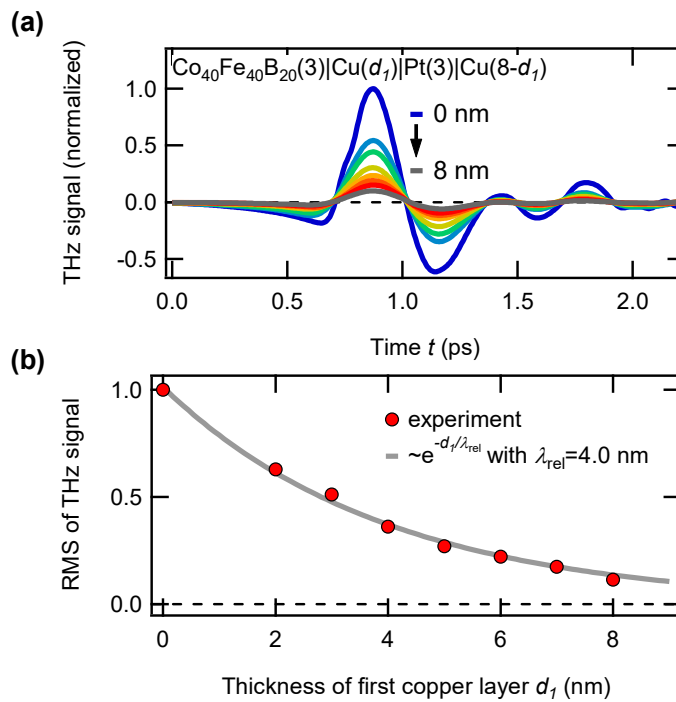 (a)
Co40Fe40B20(3)|Cu(d1)|Pt(3)|Cu(8-d1)
THz signal (normalized)
1.0
0.5
0.0
-0.5
0 nm
8 nm
0.0 0.5 1.0 1.5 2.0
Time t (ps)
(b)
RMS of THz signal
1.0
0.5
0.0
experiment
~e^-d1/λrel with λrel=4.0 nm
0 2 4 6 8
Thickness of first copper layer d1 (nm)